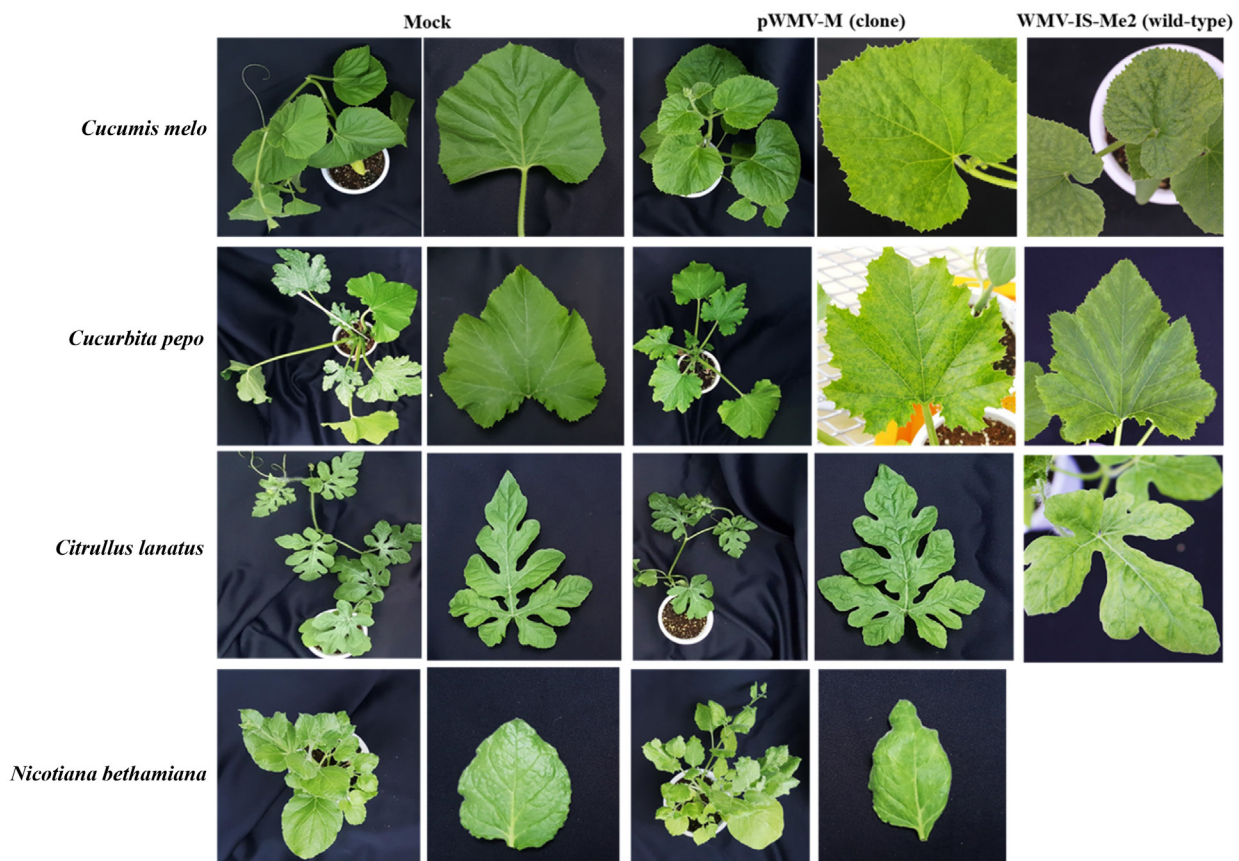 Mock
pWMV-M (clone)
WMV-IS-Me2 (wild-type)
Cucumis melo
Cucurbita pepo
Citrullus lanatus
Nicotiana bethamiana